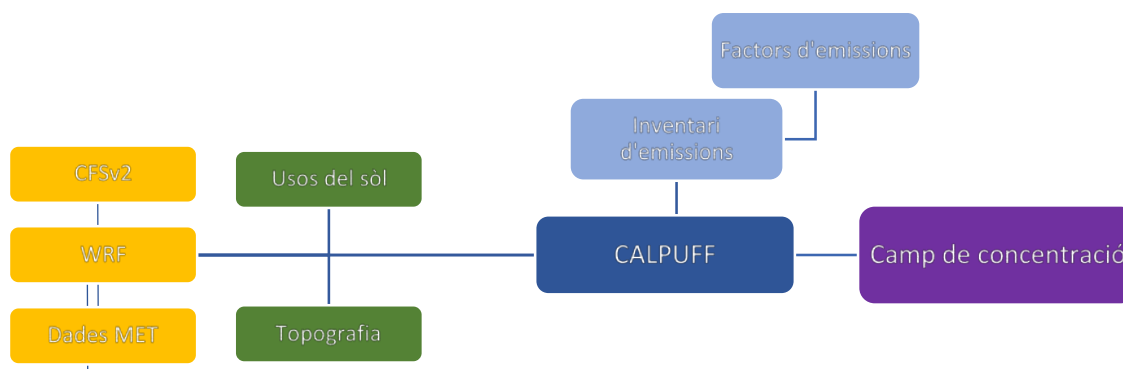 Factors d'emissions
Inventari
d'emissions
CFSv2
Usos del sòl
WRF
CALPUFF
Camp de concentració
Dades MET
Topografia